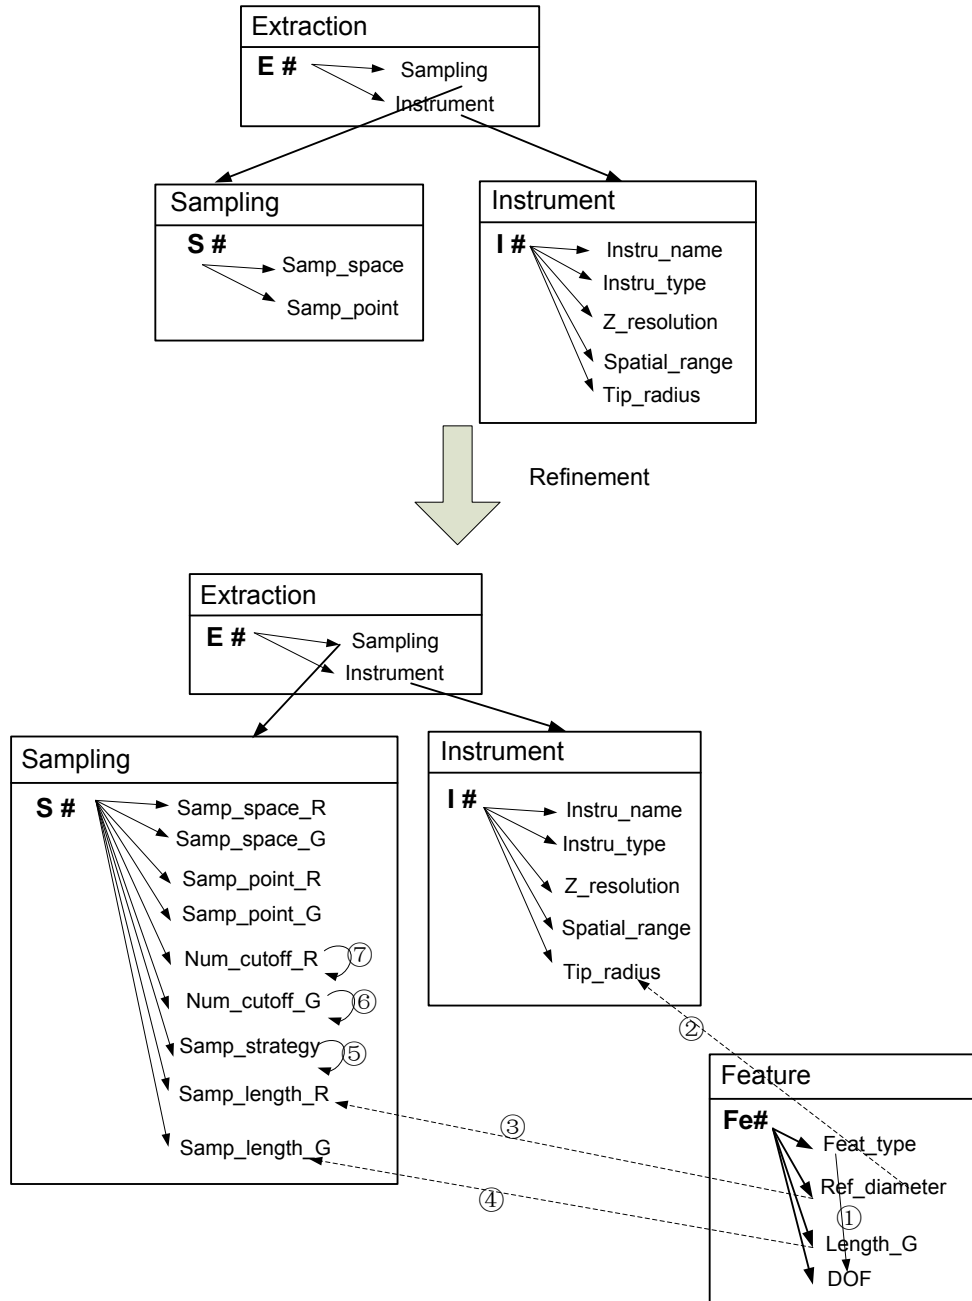 Extraction
E #
Sampling
Instrument
Sampling
S #
Samp_space
Samp_point
Instrument
I #
Instru_name
Instru_type
Z_resolution
Spatial_range
Tip_radius
Refinement
Extraction
E #
Sampling
Instrument
Sampling
S #
Samp_space_R
Samp_space_G
Samp_point_R
Samp_point_G
Num_cutoff_R
⑦
Num_cutoff_G
⑥
Samp_strategy
⑤
Samp_length_R
Samp_length_G
Instrument
I #
Instru_name
Instru_type
Z_resolution
Spatial_range
Tip_radius
②
③
④
Feature
Fe#
Feat_type
Ref_diameter
①
Length_G
DOF